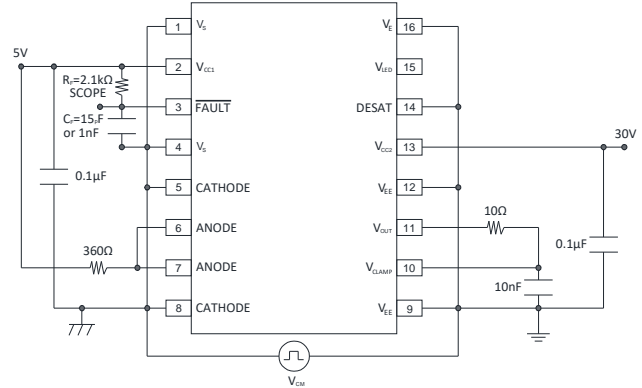 1 Vs VE 16
5V
RF=2.1kΩ 2 VCC1 VLED 15
SCOPE
3 FAULT DESAT 14
CF=15pF
or 1nF
30V
4 Vs VCC2 13
0.1µF
5 CATHODE VEE 12
6 ANODE VOUT 11
10Ω
0.1µF
360Ω
7 ANODE VCLAMP 10
10nF
8 CATHODE VEE 9
VCM